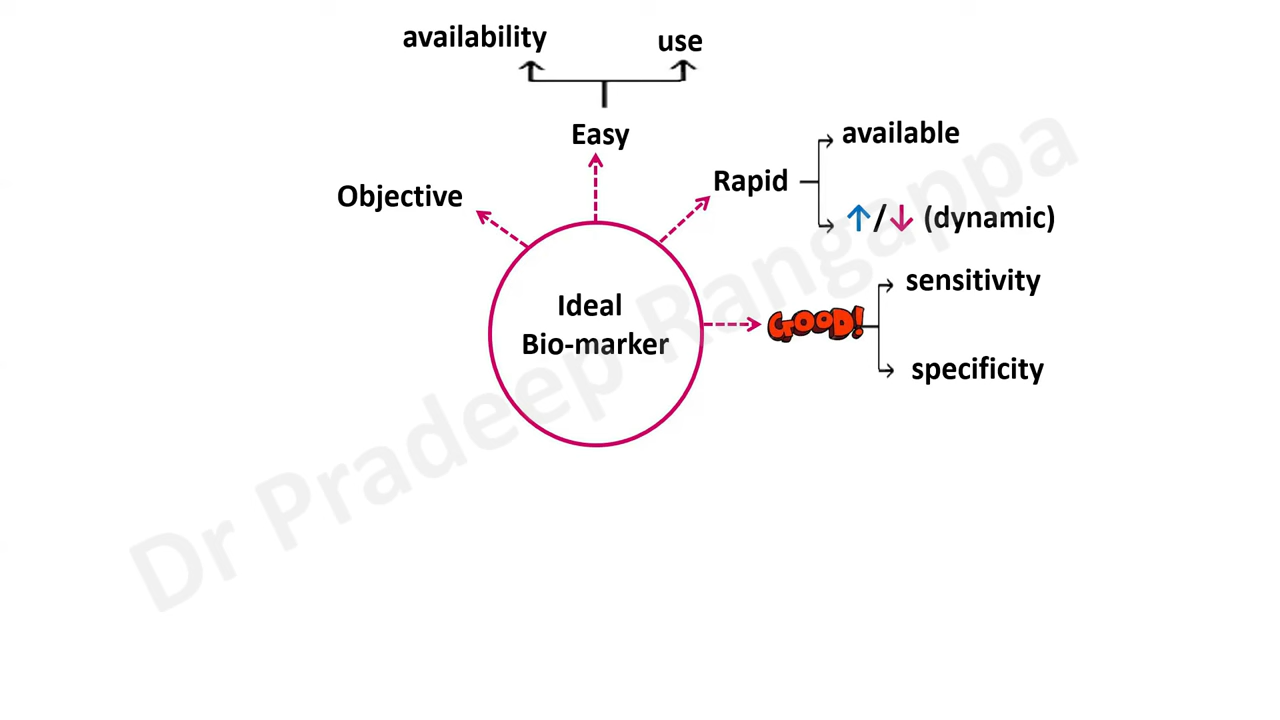 availability
use
Easy
available
Rapid
Objective
↑/↓ (dynamic)
sensitivity
Ideal
Bio-marker
GOOD!
specificity
Dr Pradeep Rangappa